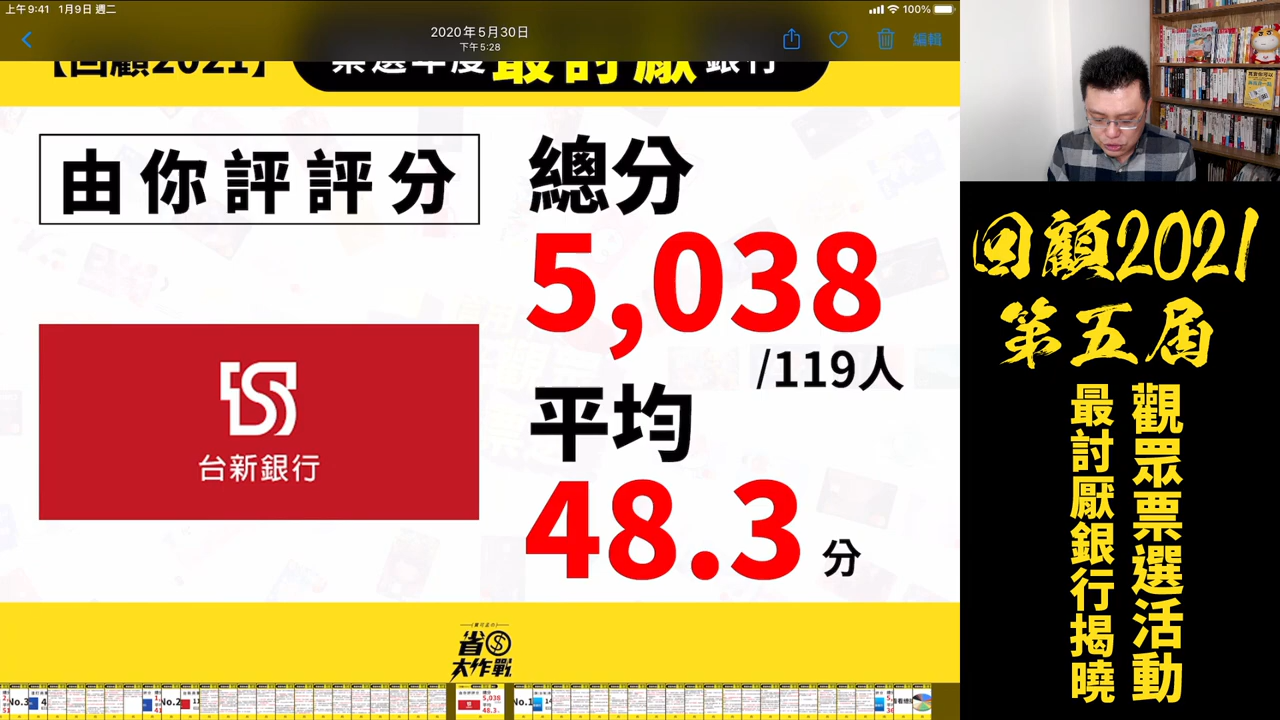 上午9:41 1月9日 週二
100%
2020年5月30日
下午5:28
編輯
【回顧2021】
票選年度最討厭銀行
由你評評分
總分
5,038
/119人
平均
48.3分
台新銀行
省
大作戰
回顧2021
第五屆
觀眾票選活動
最討厭銀行揭曉